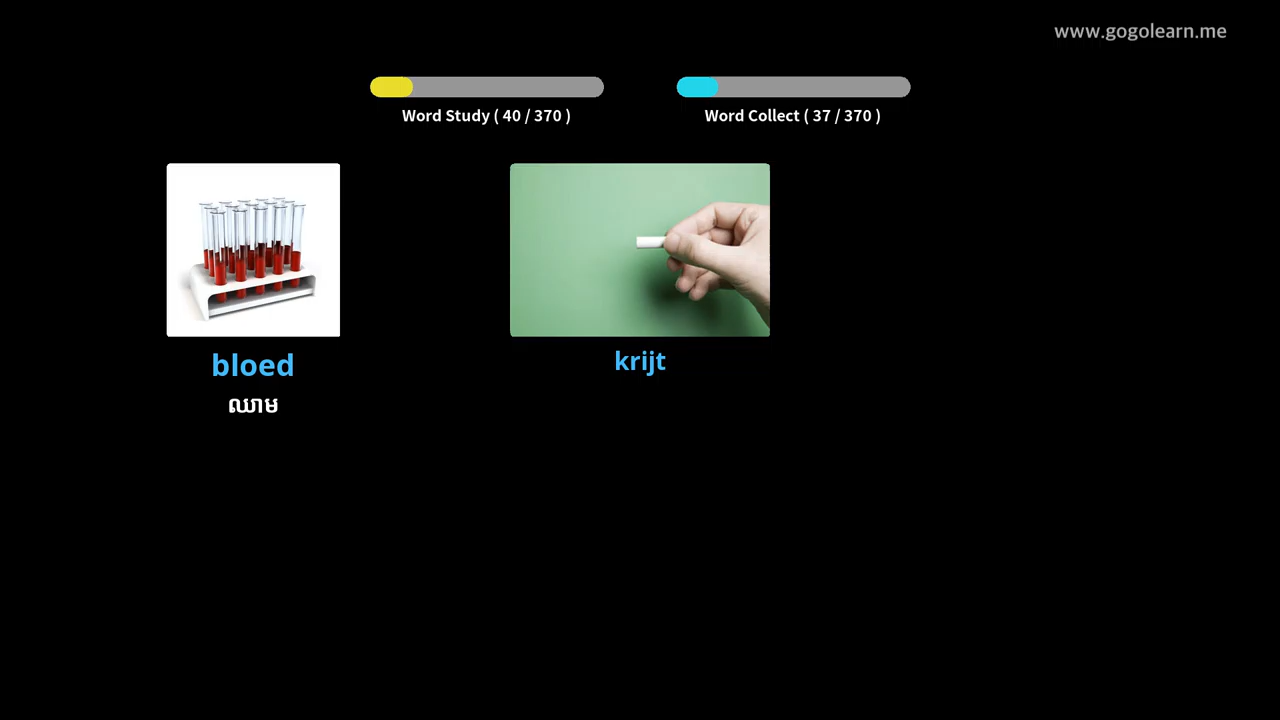 www.gogolearn.me
Word Study ( 40 / 370 )
Word Collect ( 37 / 370 )
bloed
ឈាម
krijt